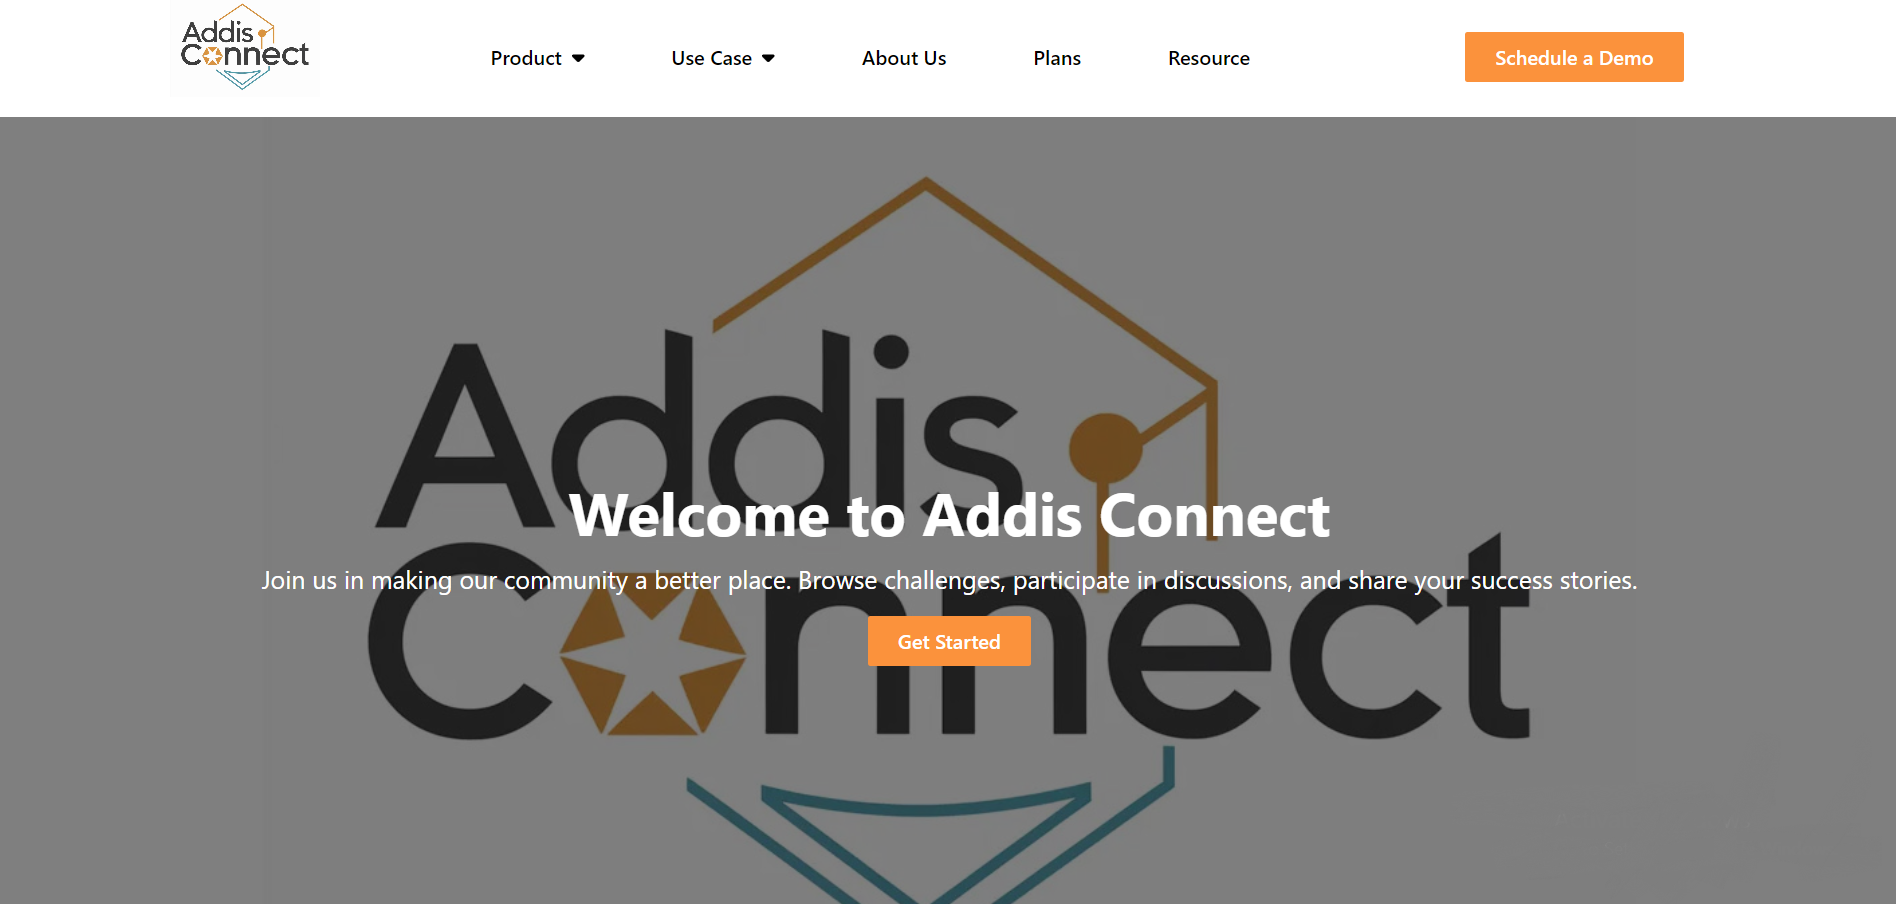 Addis
Connect
Product
Use Case
About Us
Plans
Resource
Schedule a Demo
Addis
Connect
Welcome to Addis Connect
Join us in making our community a better place. Browse challenges, participate in discussions, and share your success stories.
Get Started